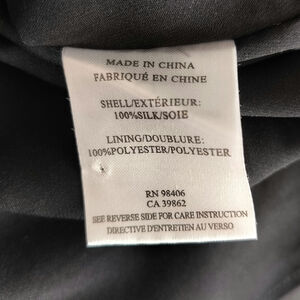 MADE IN CHINA
FABRIQUÉ EN CHINE
SHELL/EXTÉRIEUR:
100%SILK/SOIE
LINING/DOUBLURE:
100%POLYESTER/POLYESTER
RN 98406
CA 39862
SEE REVERSE SIDE FOR CARE INSTRUCTION
DIRECTIVE D'ENTRETIEN AU VERSO